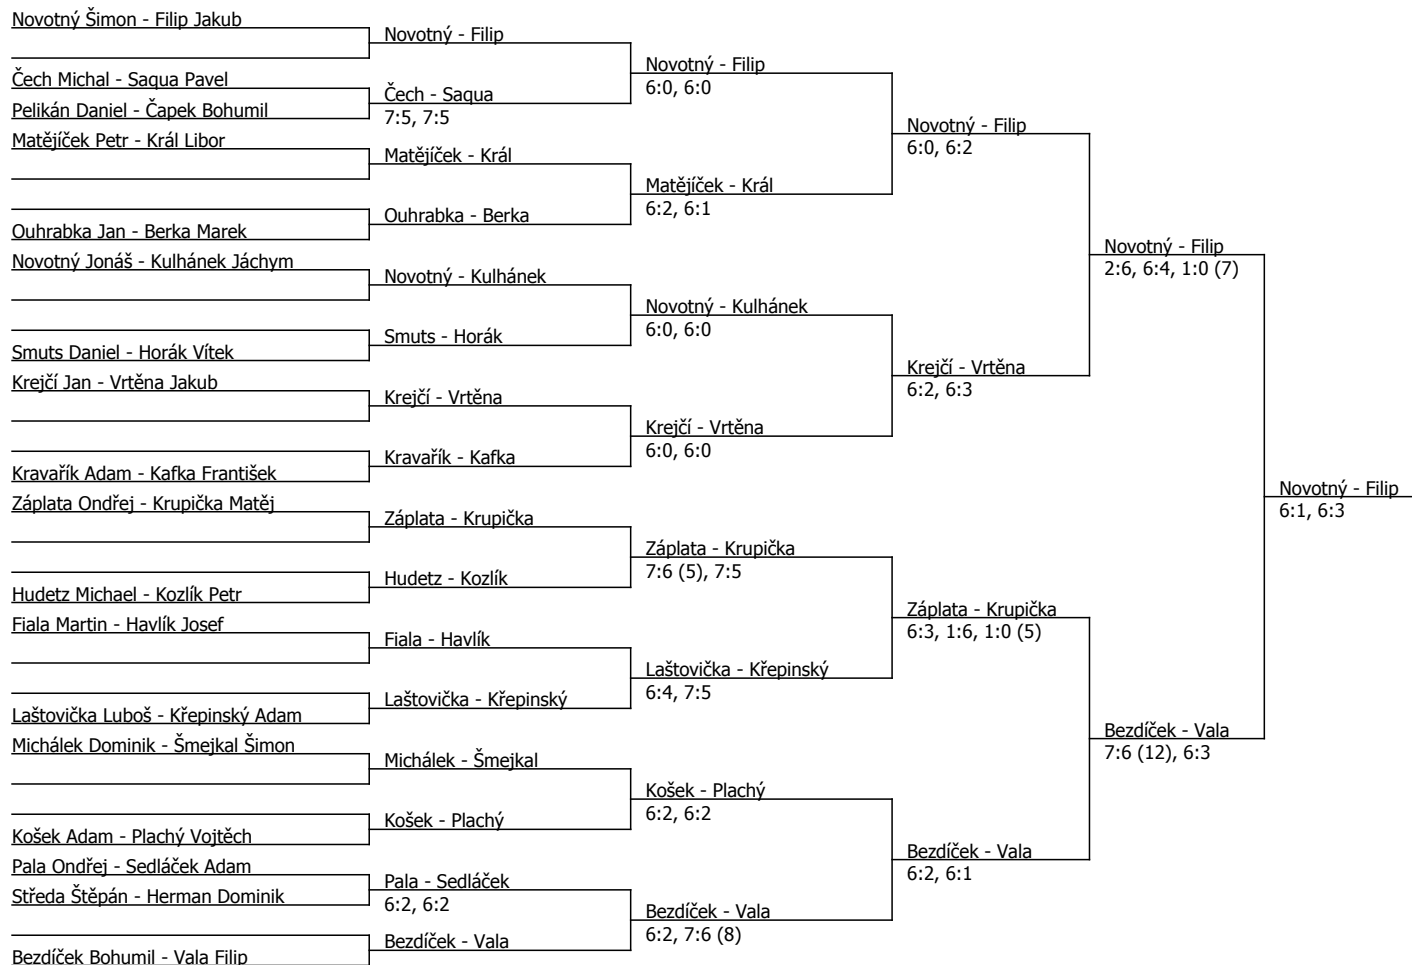 Novotný Šimon - Filip Jakub
Čech Michal - Saqua Pavel
Pelikán Daniel - Čapek Bohumil
Matějíček Petr - Král Libor
Ouhrabka Jan - Berka Marek
Novotný Jonáš - Kulhánek Jáchym
Smuts Daniel - Horák Vítek
Krejčí Jan - Vrtěna Jakub
Kravařík Adam - Kafka František
Záplata Ondřej - Krupička Matěj
Hudetz Michael - Kozlík Petr
Fiala Martin - Havlík Josef
Laštovička Luboš - Křepinský Adam
Michálek Dominik - Šmejkal Šimon
Košek Adam - Plachý Vojtěch
Pala Ondřej - Sedláček Adam
Středa Štěpán - Herman Dominik
Bezdíček Bohumil - Vala Filip
Novotný - Filip
Čech - Saqua
7:5, 7:5
Matějíček - Král
Ouhrabka - Berka
Novotný - Kulhánek
Smuts - Horák
Krejčí - Vrtěna
Kravařík - Kafka
Záplata - Krupička
Hudetz - Kozlík
Fiala - Havlík
Laštovička - Křepinský
Michálek - Šmejkal
Košek - Plachý
Pala - Sedláček
6:2, 6:2
Bezdíček - Vala
Novotný - Filip
6:0, 6:0
Matějíček - Král
6:2, 6:1
Novotný - Kulhánek
6:0, 6:0
Krejčí - Vrtěna
6:0, 6:0
Záplata - Krupička
7:6 (5), 7:5
Laštovička - Křepinský
6:4, 7:5
Košek - Plachý
6:2, 6:2
Bezdíček - Vala
6:2, 7:6 (8)
Novotný - Filip
6:0, 6:2
Krejčí - Vrtěna
6:2, 6:3
Záplata - Krupička
6:3, 1:6, 1:0 (5)
Bezdíček - Vala
6:2, 6:1
Novotný - Filip
2:6, 6:4, 1:0 (7)
Bezdíček - Vala
7:6 (12), 6:3
Novotný - Filip
6:1, 6:3